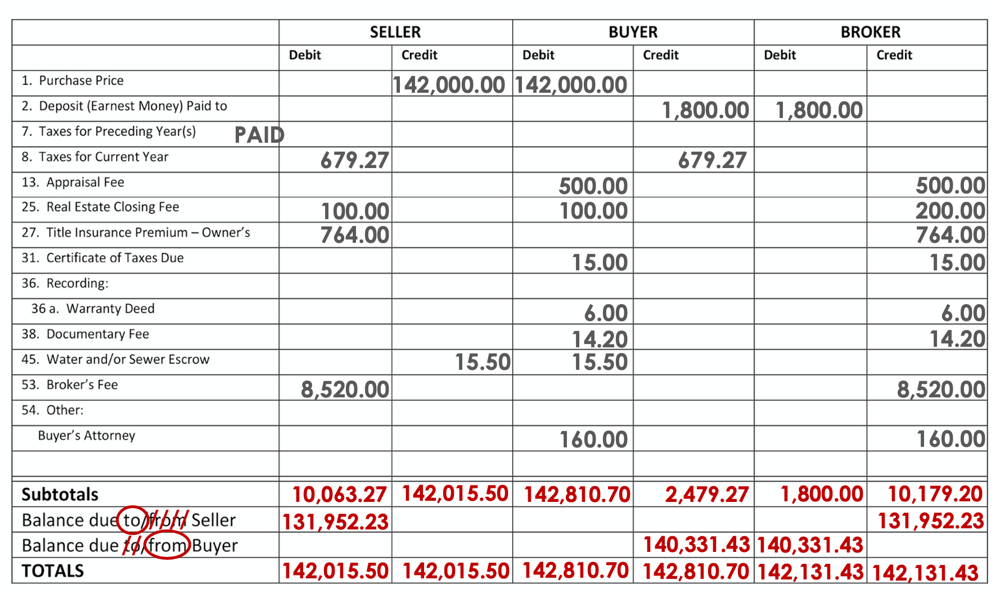 SELLER BUYER BROKER
Debit Credit Debit Credit Debit Credit
1. Purchase Price 142,000.00 142,000.00
2. Deposit (Earnest Money) Paid to 1,800.00 1,800.00
7. Taxes for Preceding Year(s) PAID
8. Taxes for Current Year 679.27 679.27
13. Appraisal Fee 500.00 500.00
25. Real Estate Closing Fee 100.00 100.00 200.00
27. Title Insurance Premium – Owner's 764.00 764.00
31. Certificate of Taxes Due 15.00 15.00
36. Recording:
36 a. Warranty Deed 6.00 6.00
38. Documentary Fee 14.20 14.20
45. Water and/or Sewer Escrow 15.50 15.50
53. Broker's Fee 8,520.00 8,520.00
54. Other:
Buyer's Attorney 160.00 160.00
Subtotals 10,063.27 142,015.50 142,810.70 2,479.27 1,800.00 10,179.20
Balance due to/from Seller 131,952.23 131,952.23
Balance due to/from Buyer 140,331.43 140,331.43
TOTALS 142,015.50 142,015.50 142,810.70 142,810.70 142,131.43 142,131.43